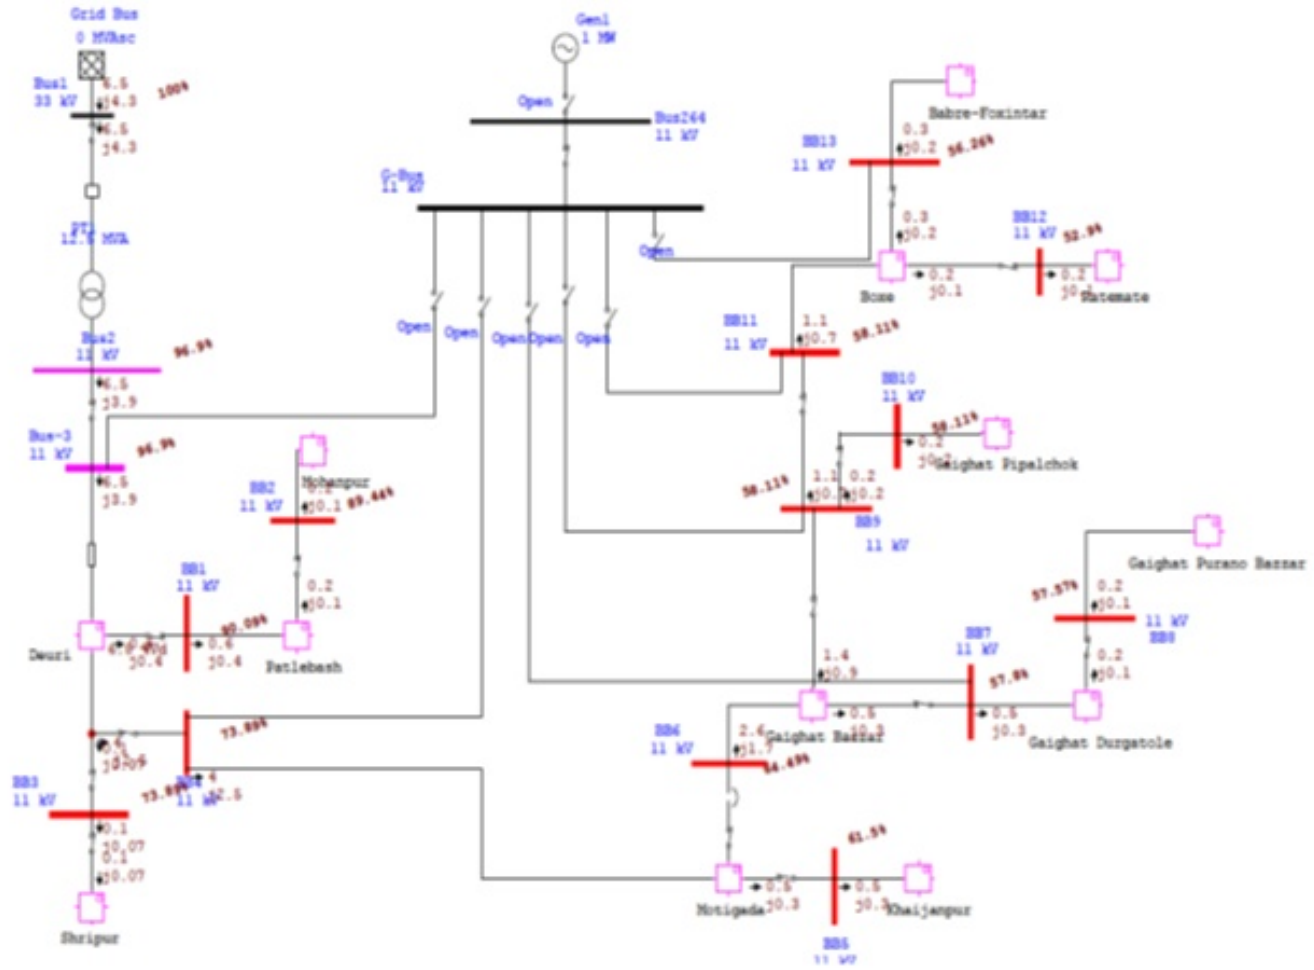 Grid Bus
0 MVAsc
Bus1
33 kV
6.5
j4.3
100%
6.5
j4.3
PT1
12.5 MVA
Bus2
11 kV
96.9%
6.5
j3.9
Bus-3
11 kV
96.9%
6.5
j3.9
Gen1
1 MW
Open
Bus264
11 kV
G-Bus
11 kV
Open
Open
Open
Open
Open
Open
Babre-Foxintar
0.3
j0.2
BB13
11 kV
56.26%
0.3
j0.2
Boxe
0.2
j0.1
BB12
11 kV
52.9%
0.2
BB11
11 kV
1.1
j0.7
58.11%
BB10
11 kV
58.11%
0.2
Gaighat Pipalchok
58.11%
1.1
0.2
j0.2
BB9
11 kV
Mohanpur
BB2
11 kV
j0.1
89.44%
0.2
j0.1
BB1
11 kV
90.09%
0.6
j0.4
j0.4
Deuri
Patlebash
Gaighat Purano Bazzar
57.57%
0.2
j0.1
11 kV
BB8
0.2
j0.1
BB7
11 kV
57.8%
0.5
j0.3
Gaighat Durgatole
1.4
j0.9
Gaighat Bazzar
0.5
BB6
11 kV
2.6
j1.7
73.88%
BB3
11 kV
4
0.1
j0.07
0.1
j0.07
Shripur
61.5%
Motigada
0.5
j0.3
0.5
j0.3
Khaijanpur
BB5
11 kV